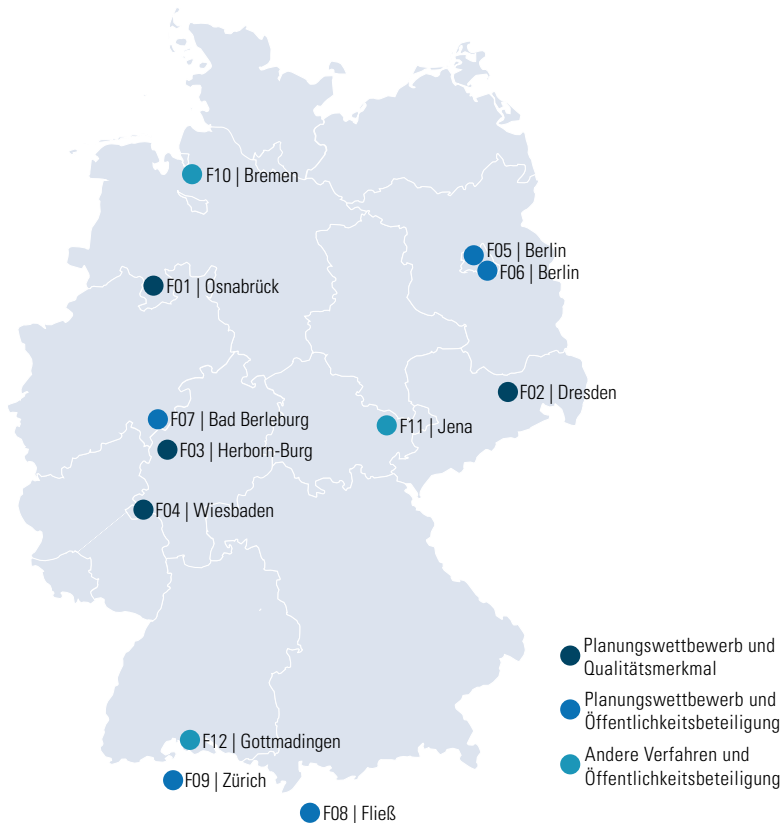 F10 | Bremen
F05 | Berlin
F06 | Berlin
F01 | Osnabrück
F02 | Dresden
F07 | Bad Berleburg
F11 | Jena
F03 | Herborn-Burg
F04 | Wiesbaden
Planungswettbewerb und
Qualitätsmerkmal
Planungswettbewerb und
Öffentlichkeitsbeteiligung
Andere Verfahren und
Öffentlichkeitsbeteiligung
F12 | Gottmadingen
F09 | Zürich
F08 | Fließ